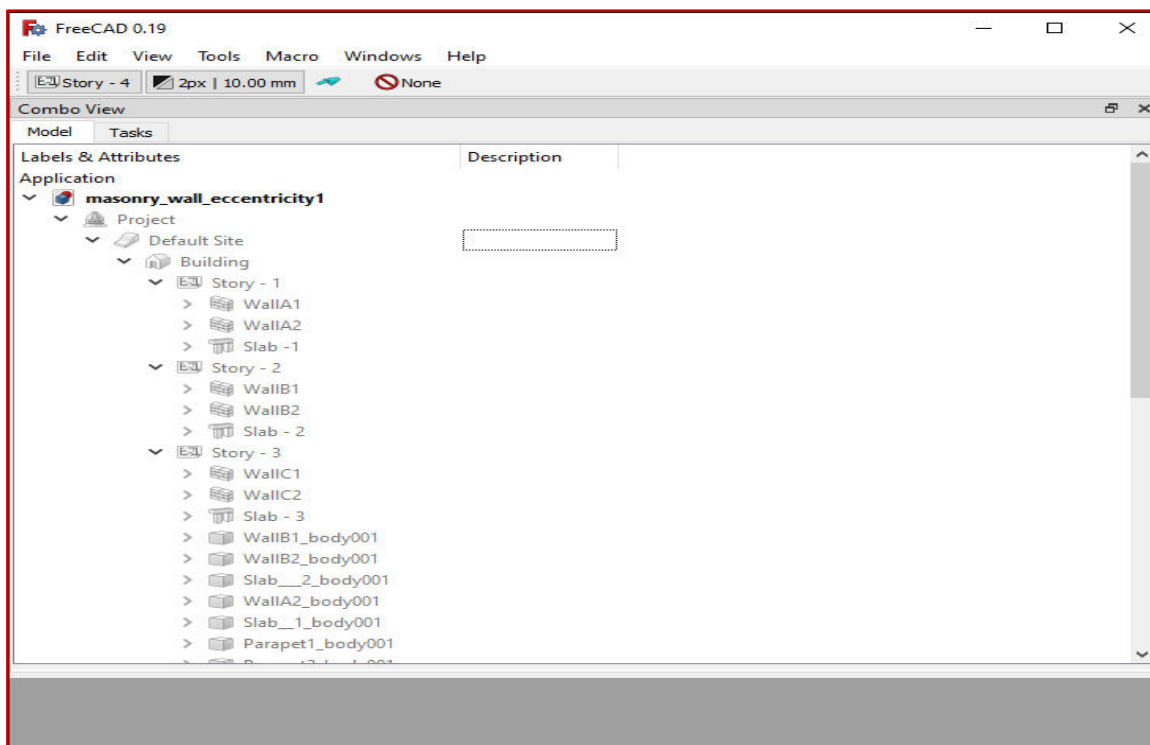 FreeCAD 0.19
File Edit View Tools Macro Windows Help
Story - 4 2px | 10.00 mm None
Combo View
Model Tasks
Labels & Attributes Description
Application
masonry_wall_eccentricity1
Project
Default Site
Building
Story - 1
WallA1
WallA2
Slab -1
Story - 2
WallB1
WallB2
Slab - 2
Story - 3
WallC1
WallC2
Slab - 3
WallB1_body001
WallB2_body001
Slab__2_body001
WallA2_body001
Slab__1_body001
Parapet1_body001